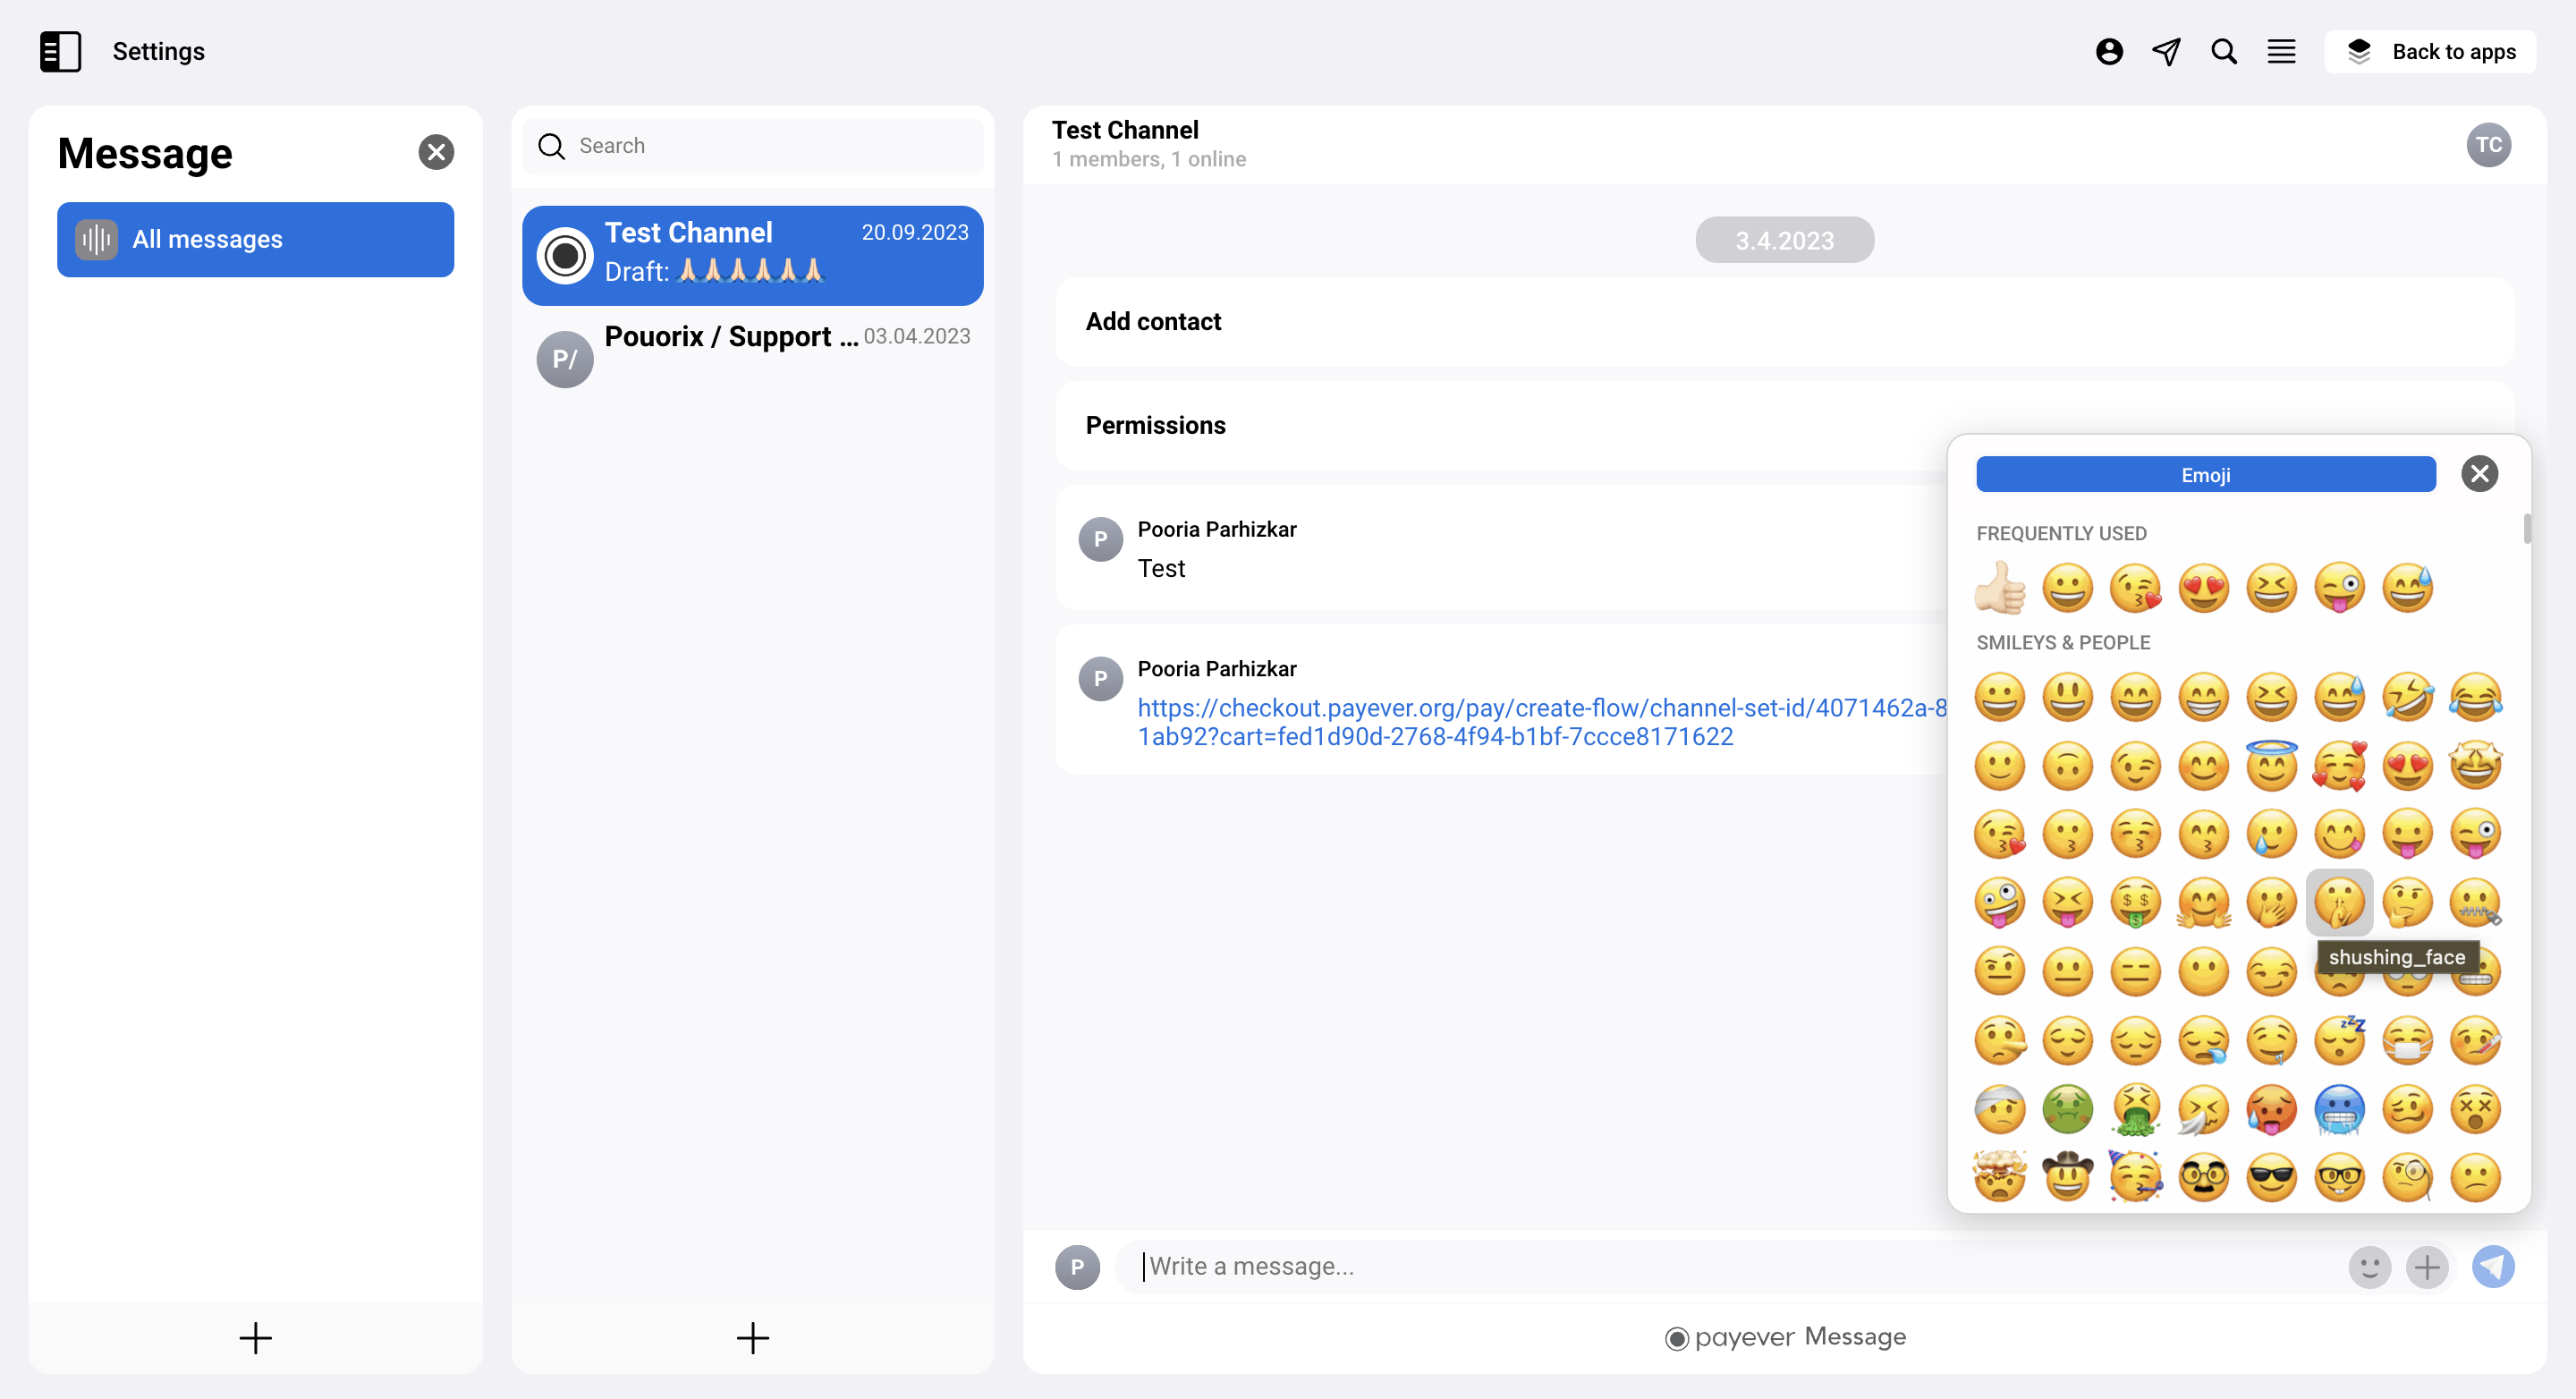 Settings
Back to apps
Message
All messages
Search
Test Channel 20.09.2023
Draft: 🙏🏻🙏🏻🙏🏻🙏🏻🙏🏻🙏🏻
P/
Pouorix / Support ... 03.04.2023
Test Channel
1 members, 1 online
TC
3.4.2023
Add contact
Permissions
P
Pooria Parhizkar
Test
P
Pooria Parhizkar
https://checkout.payever.org/pay/create-flow/channel-set-id/4071462a-8
1ab92?cart=fed1d90d-2768-4f94-b1bf-7ccce8171622
Emoji
FREQUENTLY USED
SMILEYS & PEOPLE
shushing_face
P
Write a message...
payever Message